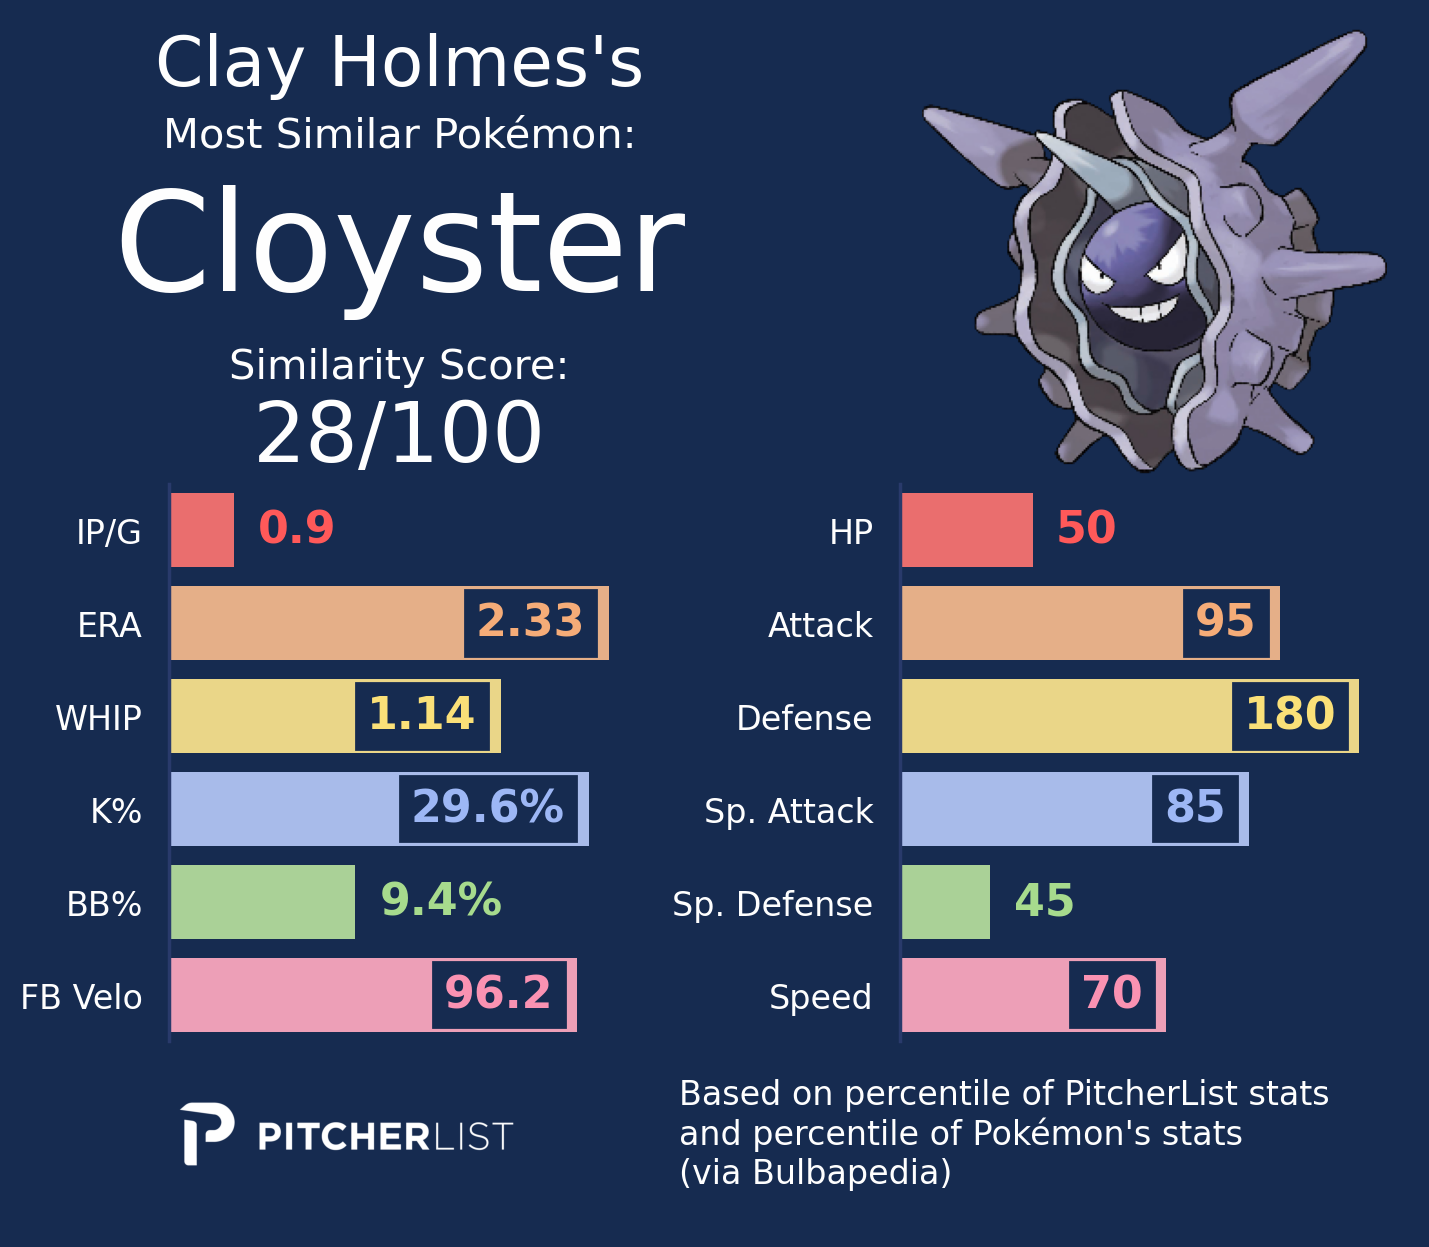 Clay Holmes's
Most Similar Pokémon:
Cloyster
Similarity Score:
28/100
IP/G 0.9
ERA 2.33
WHIP 1.14
K% 29.6%
BB% 9.4%
FB Velo 96.2
HP 50
Attack 95
Defense 180
Sp. Attack 85
Sp. Defense 45
Speed 70
PITCHERLIST
Based on percentile of PitcherList stats
and percentile of Pokémon's stats
(via Bulbapedia)